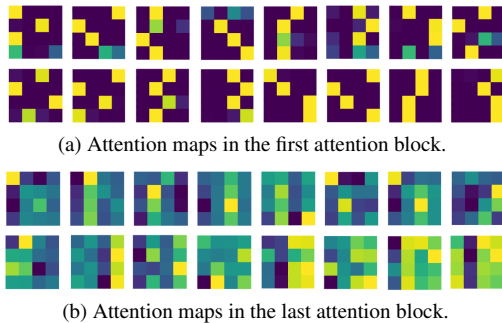 (a) Attention maps in the first attention block.
(b) Attention maps in the last attention block.